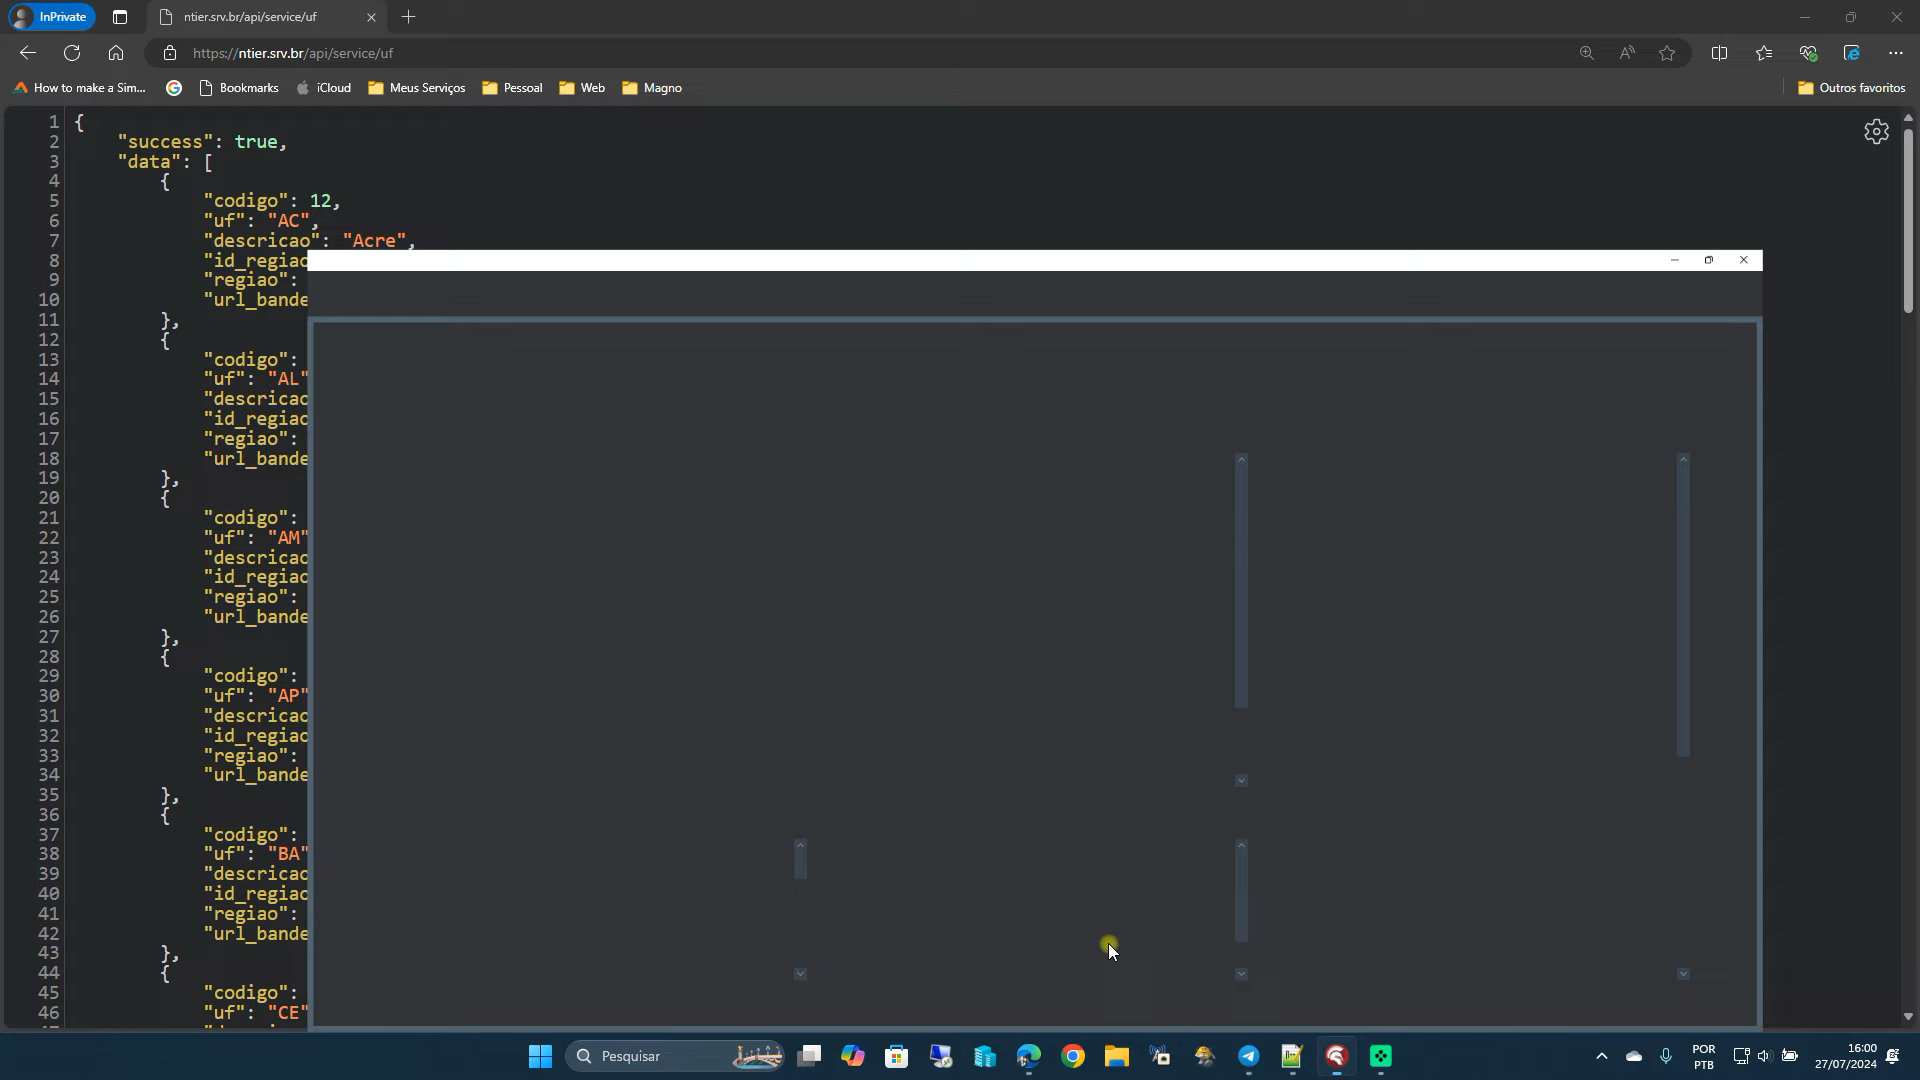 InPrivate
ntier.srv.br/api/service/uf
https://ntier.srv.br/api/service/uf
How to make a Sim...
Bookmarks
iCloud
Meus Serviços
Pessoal
Web
Magno
Outros favoritos
1 {
2 "success": true,
3 "data": [
4 {
5 "codigo": 12,
6 "uf": "AC",
7 "descricao": "Acre",
8 "id_regiao
9 "regiao":
10 "url_bande
11 },
12 {
13 "codigo":
14 "uf": "AL"
15 "descricao
16 "id_regiao
17 "regiao":
18 "url_bande
19 },
20 {
21 "codigo":
22 "uf": "AM"
23 "descricao
24 "id_regiao
25 "regiao":
26 "url_bande
27 },
28 {
29 "codigo":
30 "uf": "AP"
31 "descricao
32 "id_regiao
33 "regiao":
34 "url_bande
35 },
36 {
37 "codigo":
38 "uf": "BA"
39 "descricao
40 "id_regiao
41 "regiao":
42 "url_bande
43 },
44 {
45 "codigo":
46 "uf": "CE"
Pesquisar
POR
PTB
16:00
27/07/2024